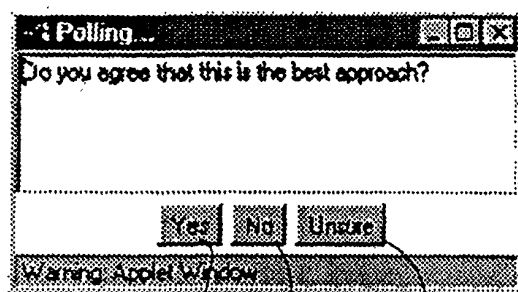 Polling...
Do you agree that this is the best approach?
Yes No Unsure
Warning: Applet Window